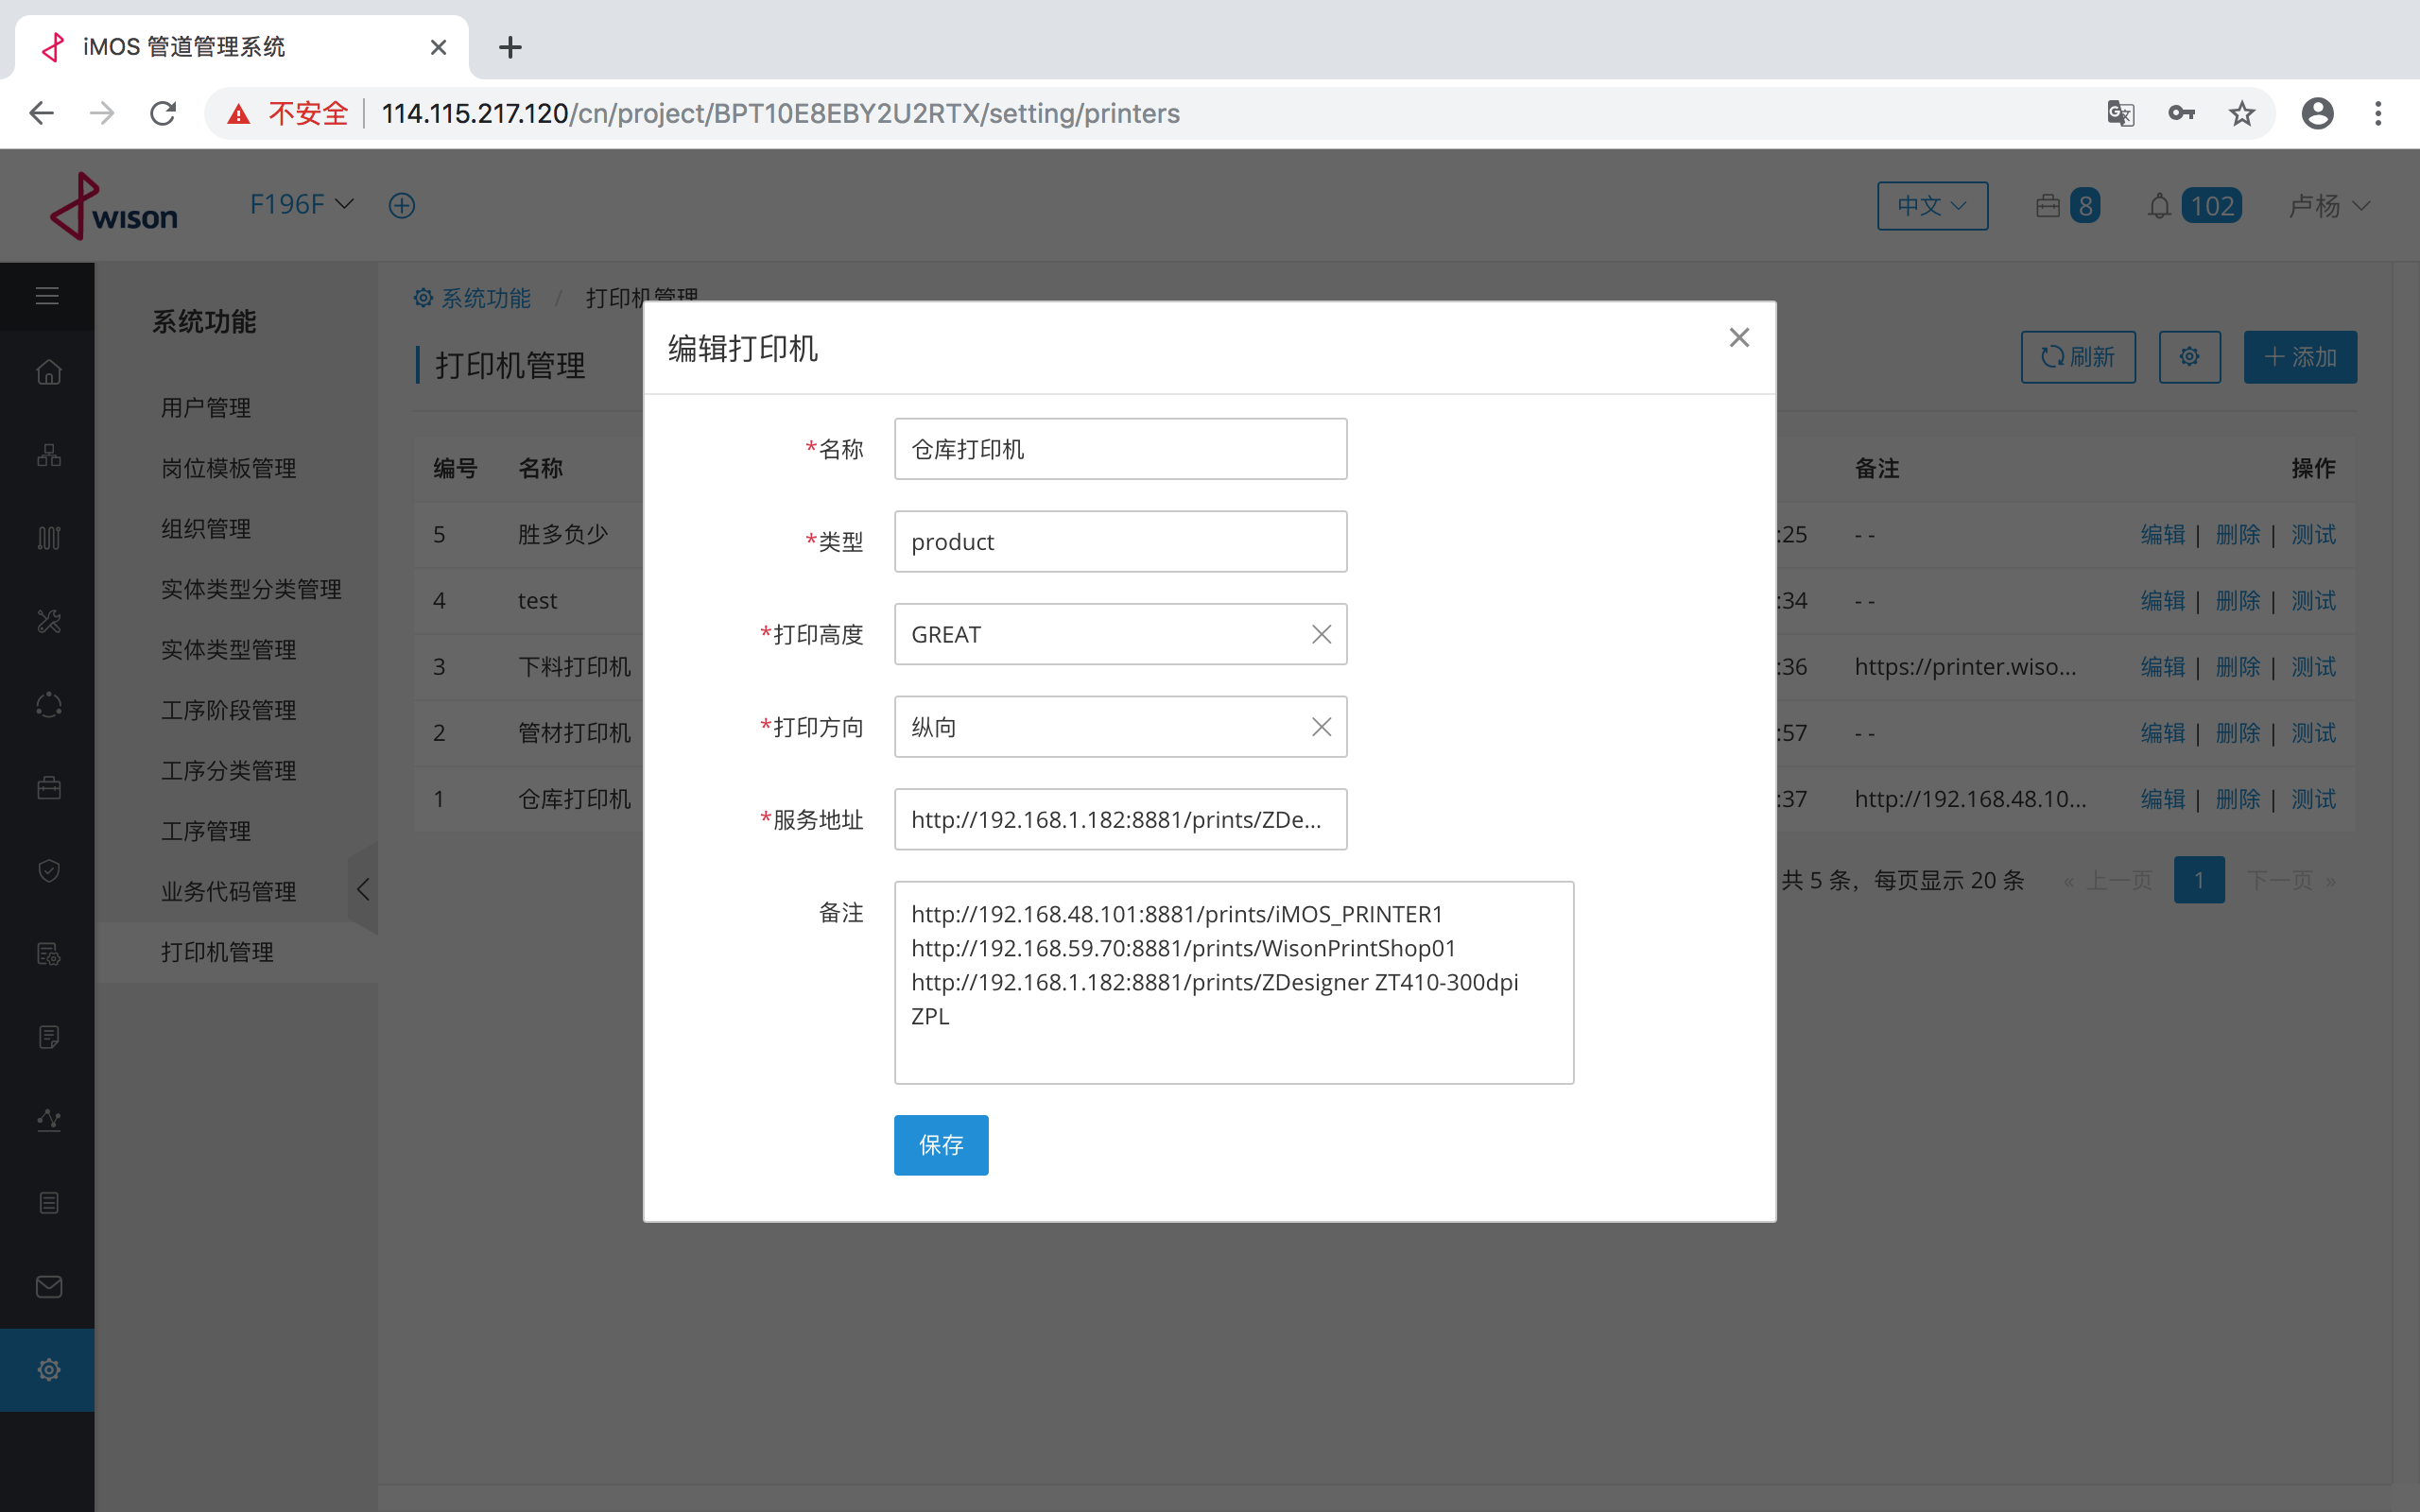 iMOS 管道管理系统
不安全 114.115.217.120/cn/project/BPT10E8EBY2U2RTX/setting/printers
wison F196F 中文 8 102 卢杨
系统功能
用户管理
岗位模板管理
组织管理
实体类型分类管理
实体类型管理
工序阶段管理
工序分类管理
工序管理
业务代码管理
打印机管理
系统功能 / 打印机管理
打印机管理
刷新 添加
编号 名称 备注 操作
5 胜多负少 :25 - - 编辑 | 删除 | 测试
4 test :34 - - 编辑 | 删除 | 测试
3 下料打印机 :36 https://printer.wiso... 编辑 | 删除 | 测试
2 管材打印机 :57 - - 编辑 | 删除 | 测试
1 仓库打印机 :37 http://192.168.48.10... 编辑 | 删除 | 测试
共 5 条，每页显示 20 条 « 上一页 1 下一页 »
编辑打印机
*名称 仓库打印机
*类型 product
*打印高度 GREAT
*打印方向 纵向
*服务地址 http://192.168.1.182:8881/prints/ZDe...
备注 http://192.168.48.101:8881/prints/iMOS_PRINTER1
http://192.168.59.70:8881/prints/WisonPrintShop01
http://192.168.1.182:8881/prints/ZDesigner ZT410-300dpi
ZPL
保存